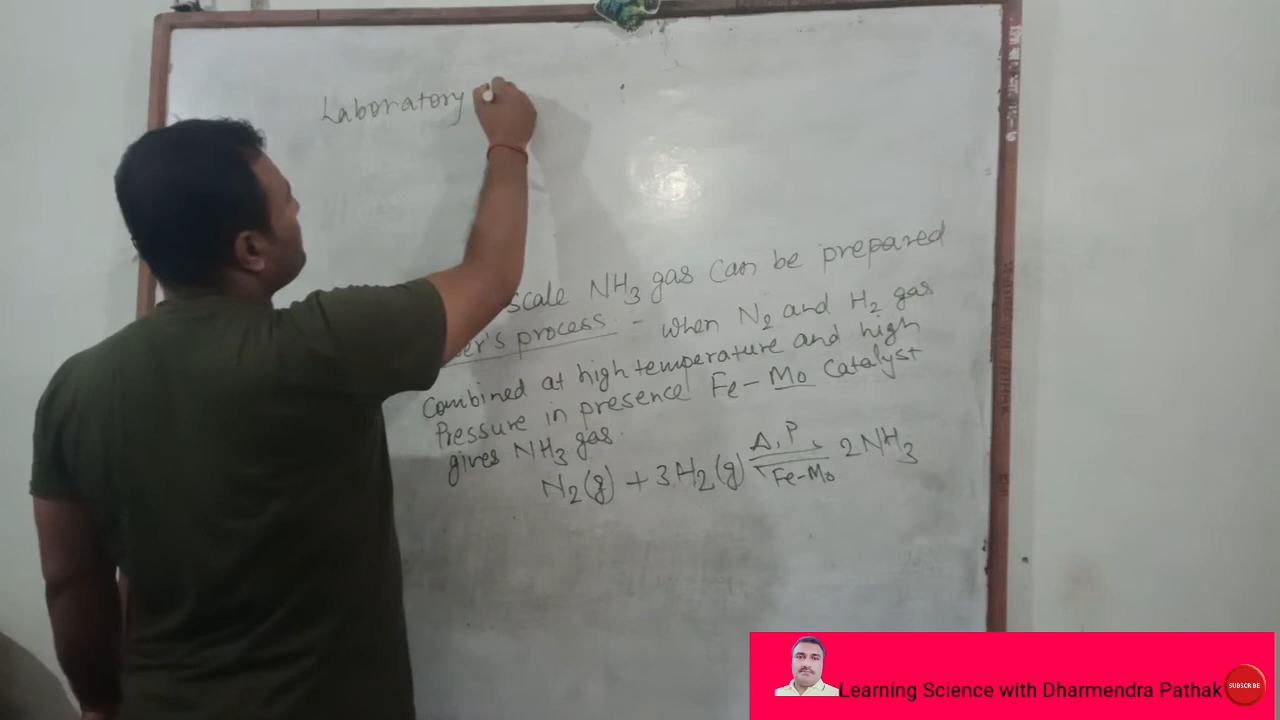 Laboratory
scale NH3 gas can be prepared
ber's process - when N2 and H2 gas
Combined at high temperature and high
Pressure in presence Fe-Mo catalyst
gives NH3 gas.
N2(g) + 3H2(g) Δ, P Fe-Mo 2NH3
Learning Science with Dharmendra Pathak
SUBSCRIBE